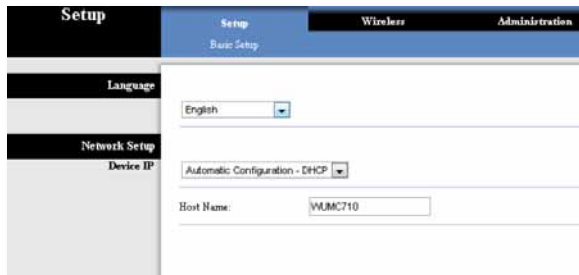 Setup
Setup Wireless Administration
Basic Setup
Language
English
Network Setup
Device IP
Automatic Configuration - DHCP
Host Name: WUMC710